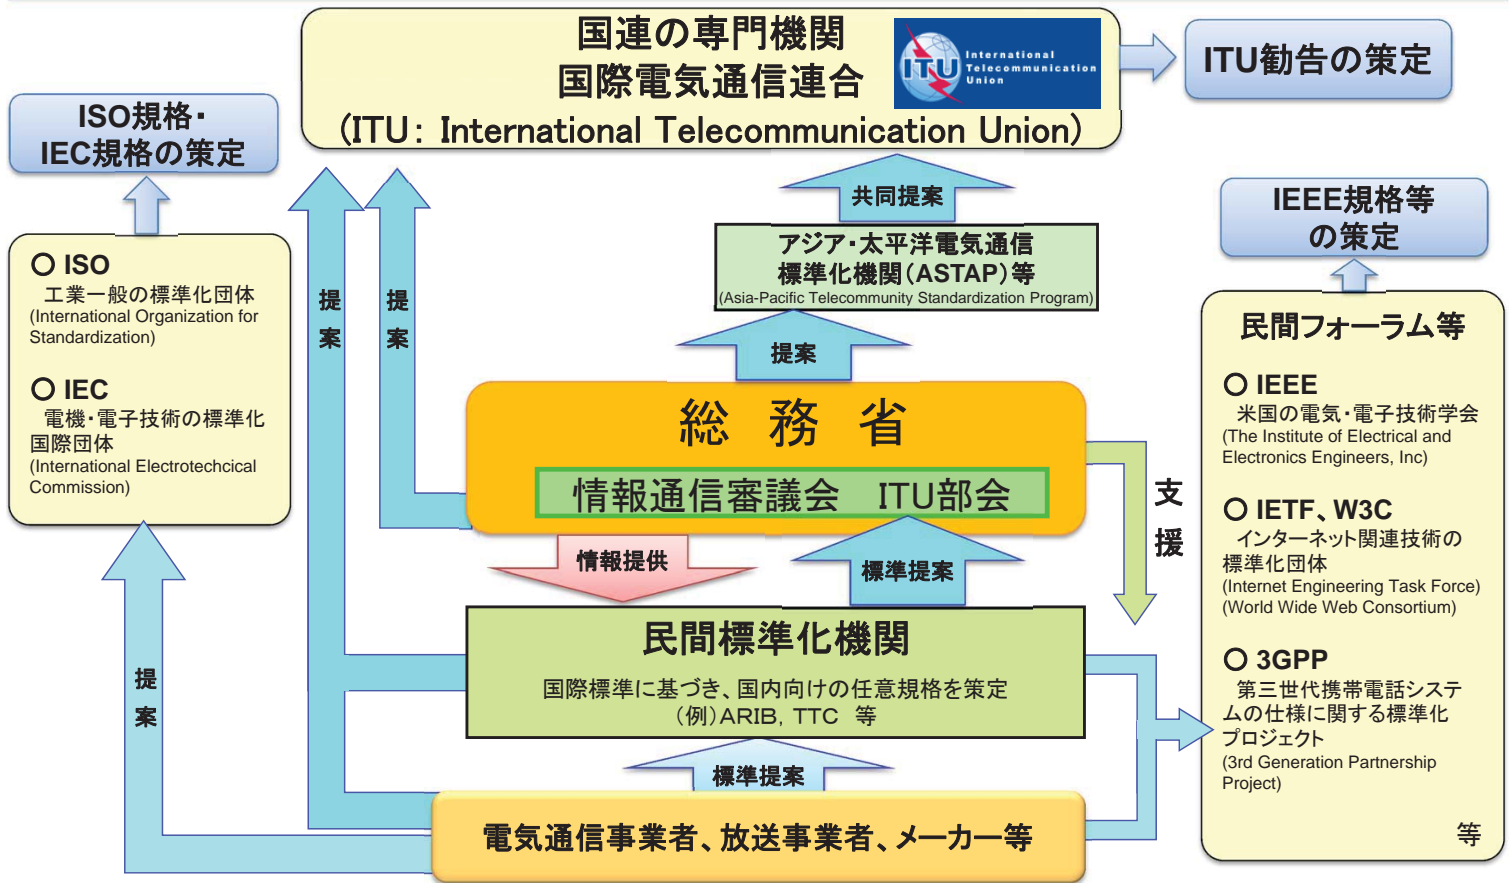 国連の専門機関
国際電気通信連合
(ITU: International Telecommunication Union)
ITU
International
Telecommunication
Union
ITU勧告の策定
ISO規格・
IEC規格の策定
○ ISO
工業一般の標準化団体
(International Organization for
Standardization)
○ IEC
電機・電子技術の標準化
国際団体
(International Electrotechcical
Commission)
提案
提案
提案
共同提案
アジア・太平洋電気通信
標準化機関(ASTAP)等
(Asia-Pacific Telecommunity Standardization Program)
提案
総務省
情報通信審議会 ITU部会
情報提供
標準提案
支援
民間標準化機関
国際標準に基づき、国内向けの任意規格を策定
(例)ARIB, TTC 等
標準提案
電気通信事業者、放送事業者、メーカー等
IEEE規格等
の策定
民間フォーラム等
○ IEEE
米国の電気・電子技術学会
(The Institute of Electrical and
Electronics Engineers, Inc)
○ IETF、W3C
インターネット関連技術の
標準化団体
(Internet Engineering Task Force)
(World Wide Web Consortium)
○ 3GPP
第三世代携帯電話システ
ムの仕様に関する標準化
プロジェクト
(3rd Generation Partnership
Project)
等